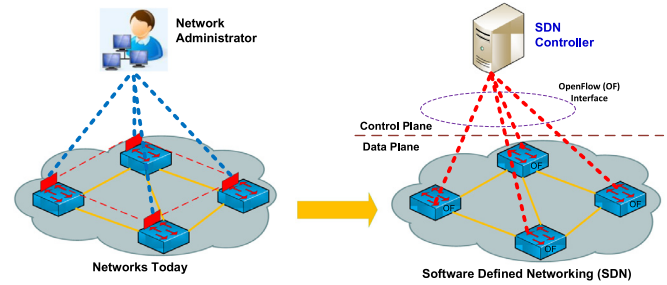 Network
Administrator
Networks Today
SDN
Controller
OpenFlow (OF)
Interface
Control Plane
Data Plane
OF
OF
OF
OF
Software Defined Networking (SDN)